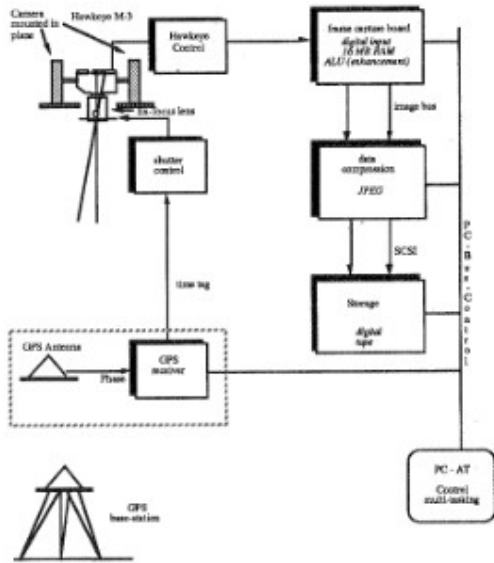 Camera
mounted in
plane
Hawkeye M-3
Hawkeye
Control
frame capture board
digital input
16 MB RAM
ALU (enhancement)
fix-focus lens
image bus
shutter
control
data
compression
JPEG
SCSI
PC-Bus-Control
time tag
Storage
digital
tape
GPS Antenna
Phase
GPS
receiver
PC - AT
Control
multi-tasking
GPS
base-station